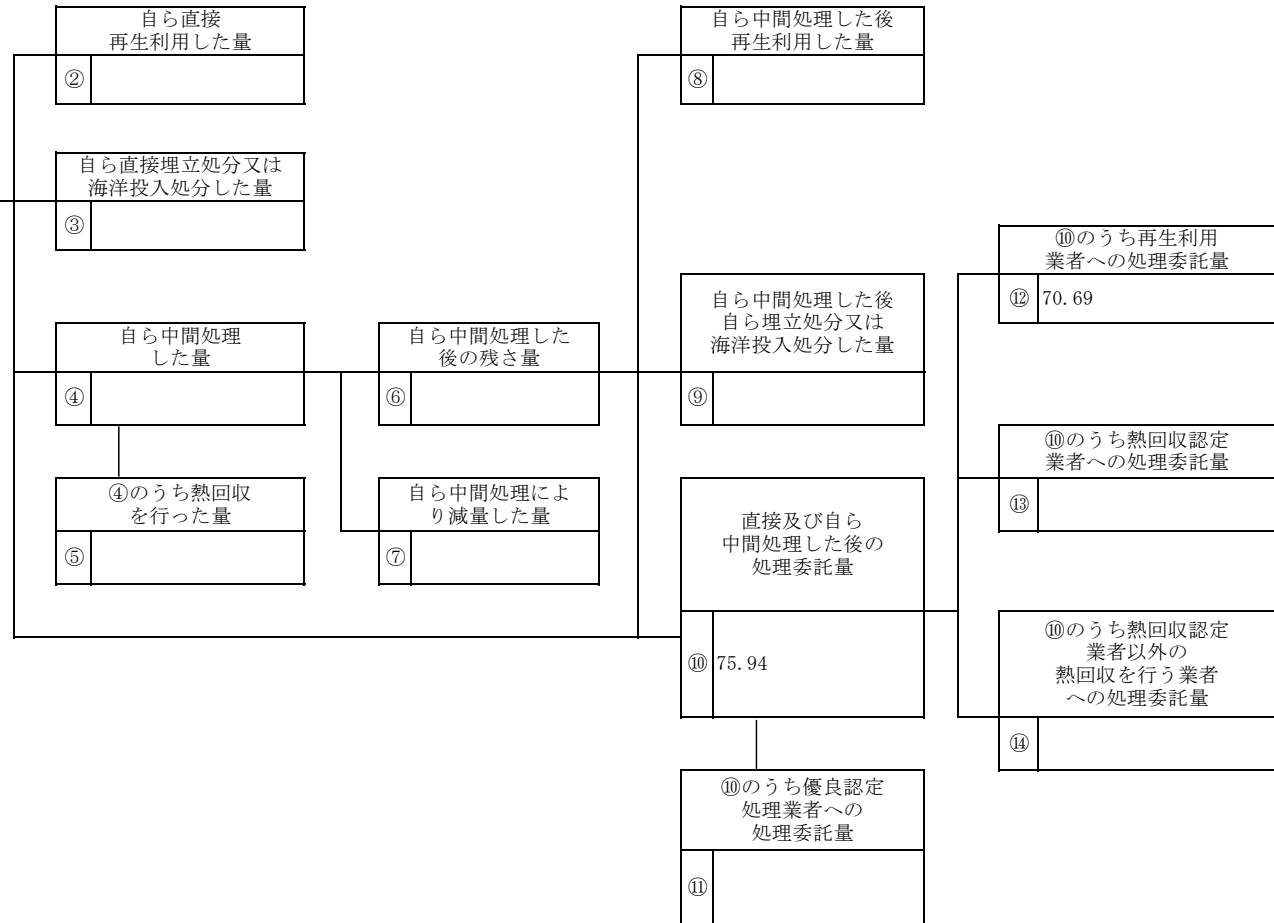 自ら直接
再生利用した量
②
自ら中間処理した後
再生利用した量
⑧
自ら直接埋立処分又は
海洋投入処分した量
③
⑩のうち再生利用
業者への処理委託量
⑫ 70.69
自ら中間処理
した量
④
自ら中間処理した
後の残さ量
⑥
自ら中間処理した後
自ら埋立処分又は
海洋投入処分した量
⑨
⑩のうち熱回収認定
業者への処理委託量
⑬
④のうち熱回収
を行った量
⑤
自ら中間処理によ
り減量した量
⑦
直接及び自ら
中間処理した後の
処理委託量
⑩ 75.94
⑩のうち熱回収認定
業者以外の
熱回収を行う業者
への処理委託量
⑭
⑩のうち優良認定
処理業者への
処理委託量
⑪